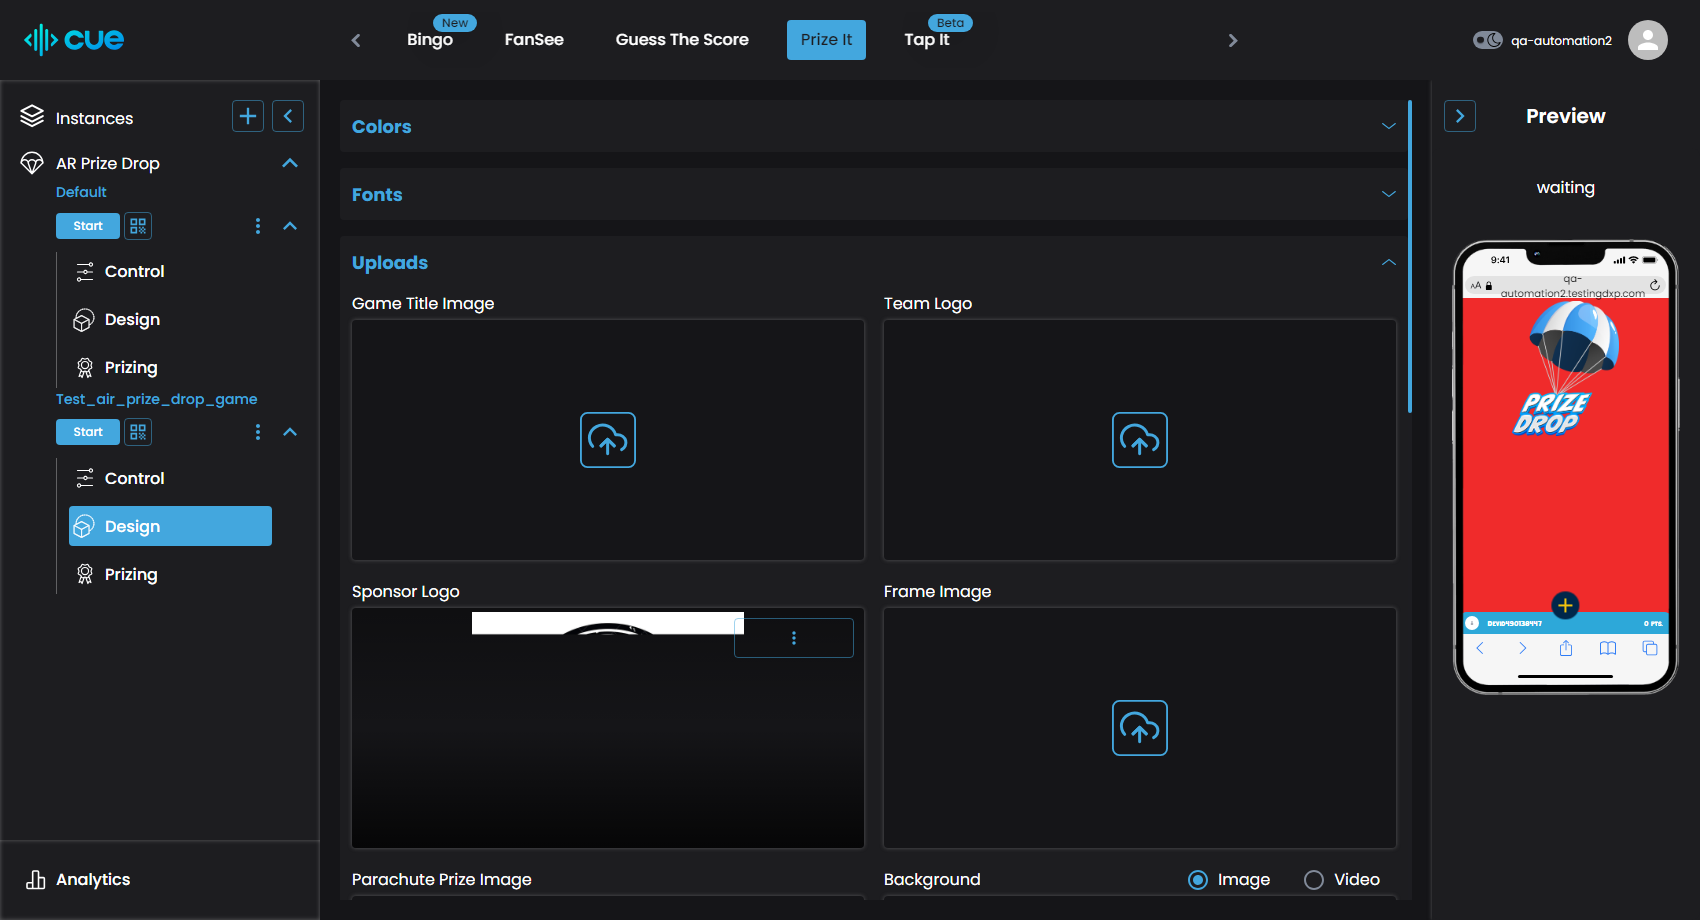 cue
New
Bingo
FanSee
Guess The Score
Prize It
Beta
Tap It
qa-automation2
Instances
AR Prize Drop
Default
Start
Control
Design
Prizing
Test_air_prize_drop_game
Start
Control
Design
Prizing
Analytics
Colors
Fonts
Uploads
Game Title Image
Team Logo
Sponsor Logo
Frame Image
Parachute Prize Image
Background
Image
Video
Preview
waiting
9:41
AA
qa-
automation2.testingdxp.com
PRIZE
DROP
0 PTS.